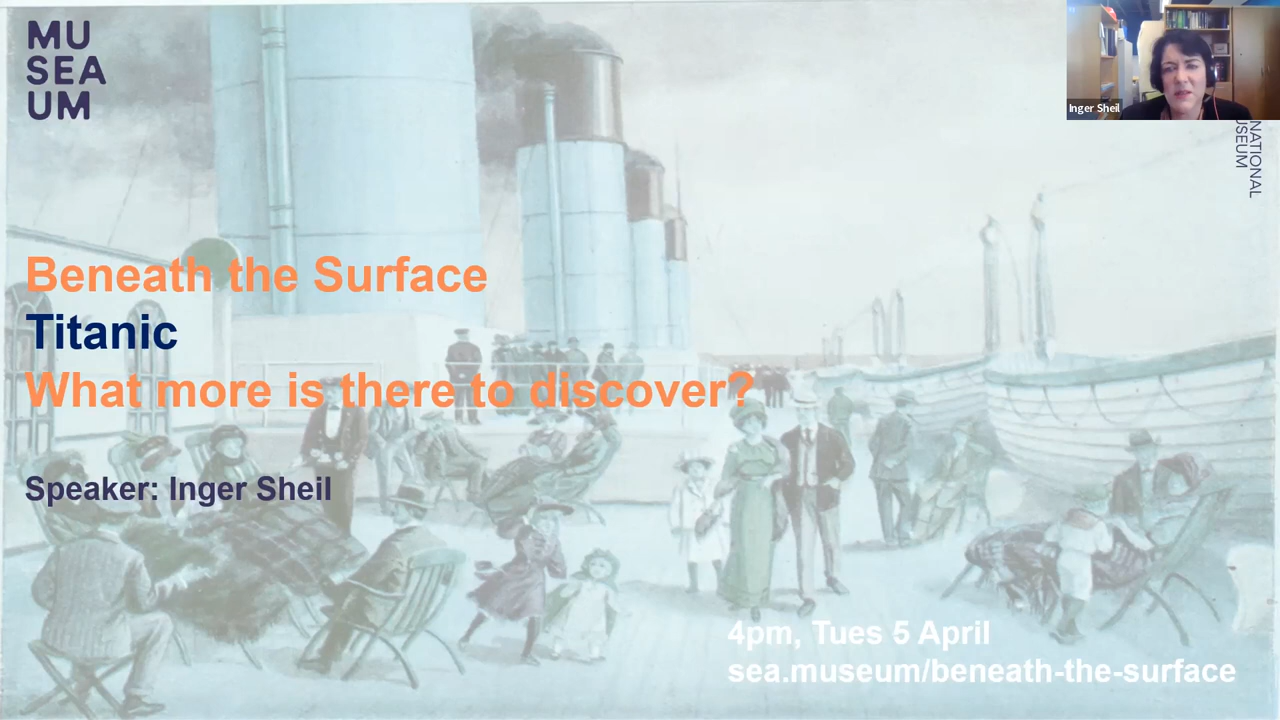 MU
SEA
UM
Inger Sheil
NATIONAL
USEUM
Beneath the Surface
Titanic
What more is there to discover?
Speaker: Inger Sheil
4pm, Tues 5 April
sea.museum/beneath-the-surface